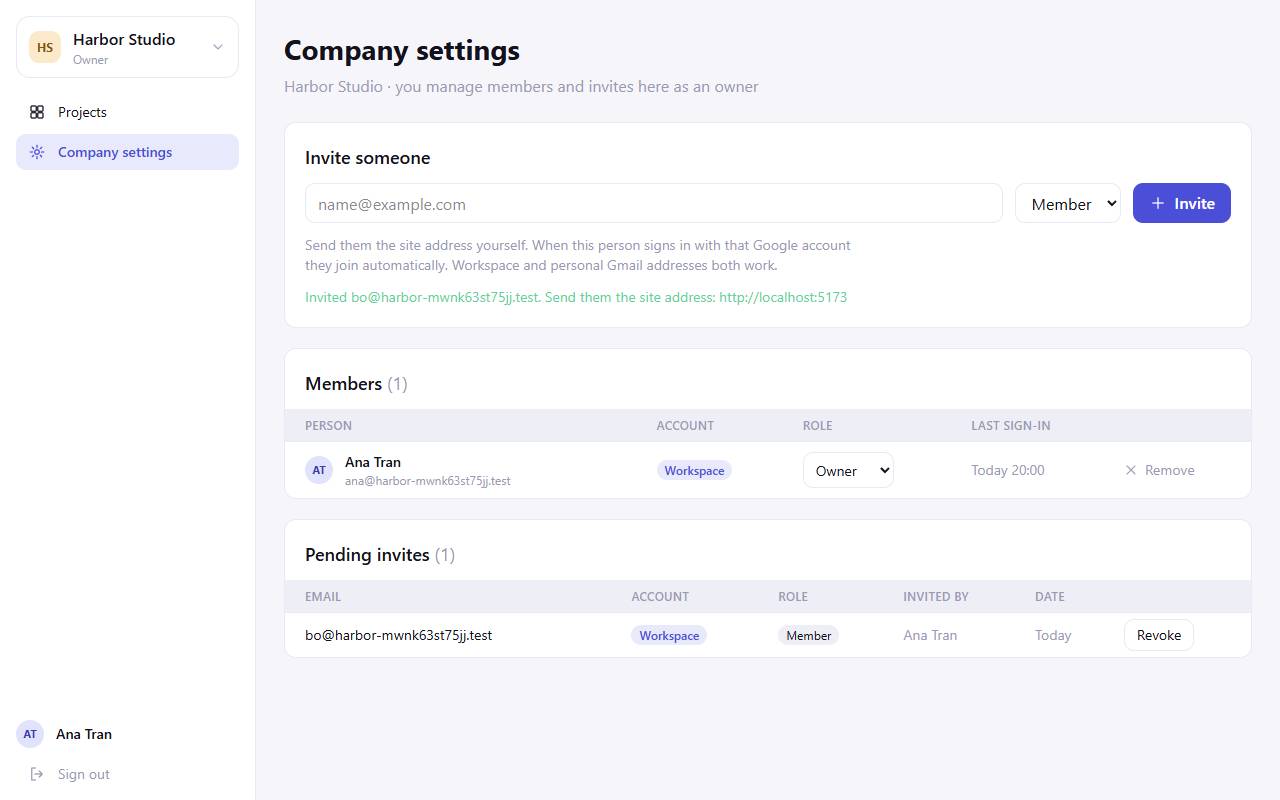 HS
Harbor Studio
Owner
Projects
Company settings
AT
Ana Tran
Sign out
Company settings
Harbor Studio · you manage members and invites here as an owner
Invite someone
name@example.com
Member
Invite
Send them the site address yourself. When this person signs in with that Google account
they join automatically. Workspace and personal Gmail addresses both work.
Invited bo@harbor-mwnk63st75jj.test. Send them the site address: http://localhost:5173
Members (1)
PERSON ACCOUNT ROLE LAST SIGN-IN
AT
Ana Tran
ana@harbor-mwnk63st75jj.test
Workspace Owner Today 20:00 Remove
Pending invites (1)
EMAIL ACCOUNT ROLE INVITED BY DATE
bo@harbor-mwnk63st75jj.test Workspace Member Ana Tran Today Revoke